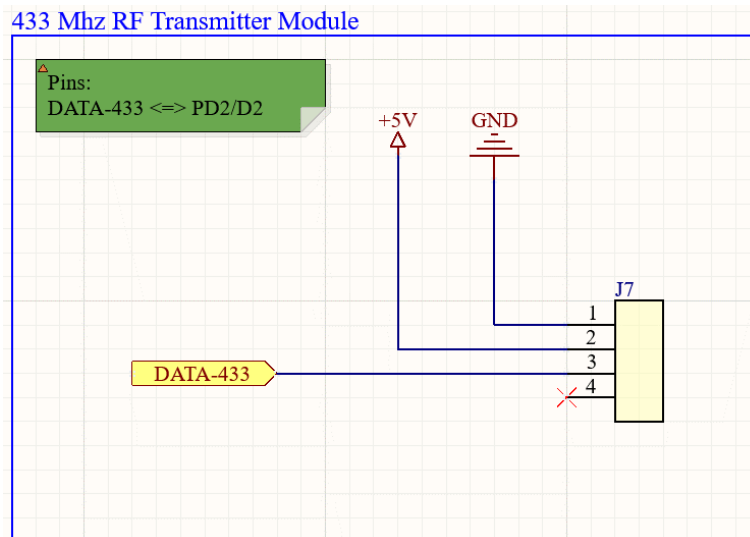 433 Mhz RF Transmitter Module
Pins:
DATA-433 <=> PD2/D2
+5V
GND
J7
1
2
3
DATA-433
4